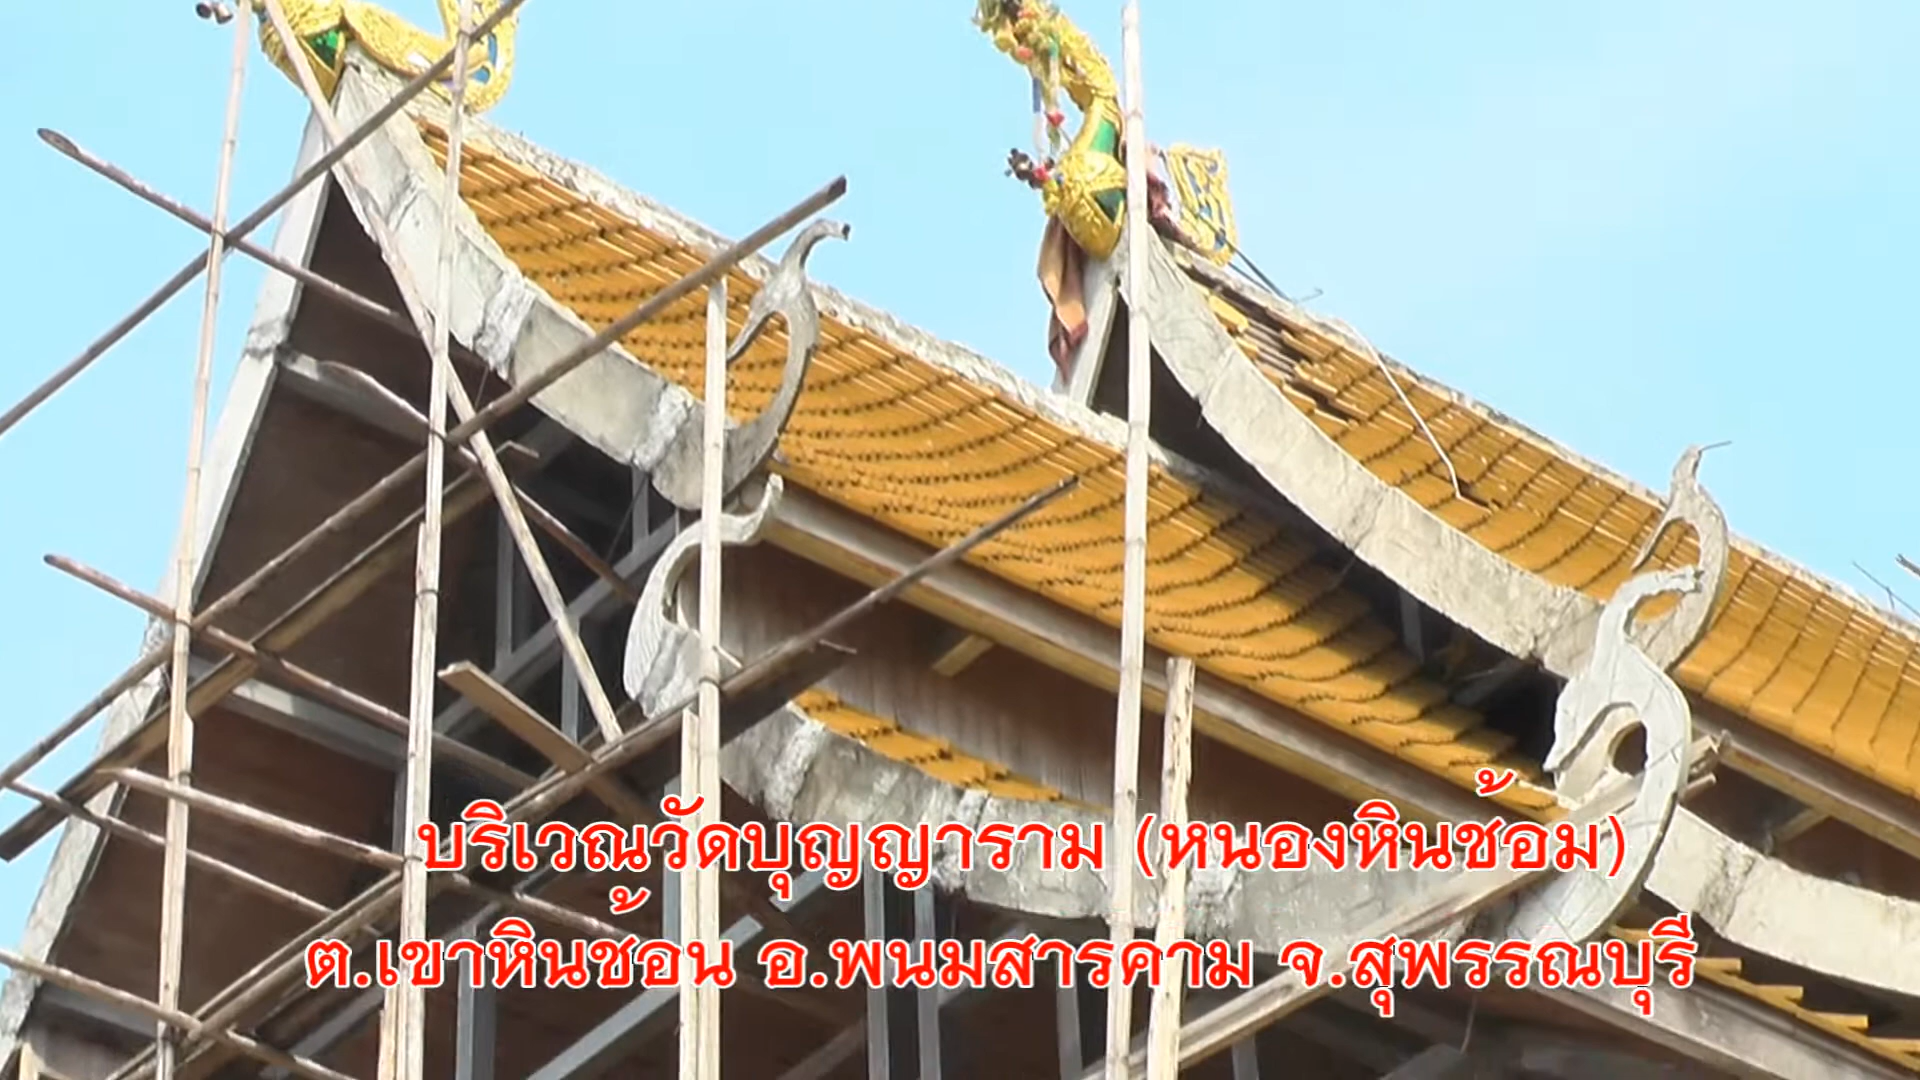 บริเวณวัดบุญญาราม (หนองหินช้อม)
ต.เขาหินช้อน อ.พนมสารคาม จ.สุพรรณบุรี